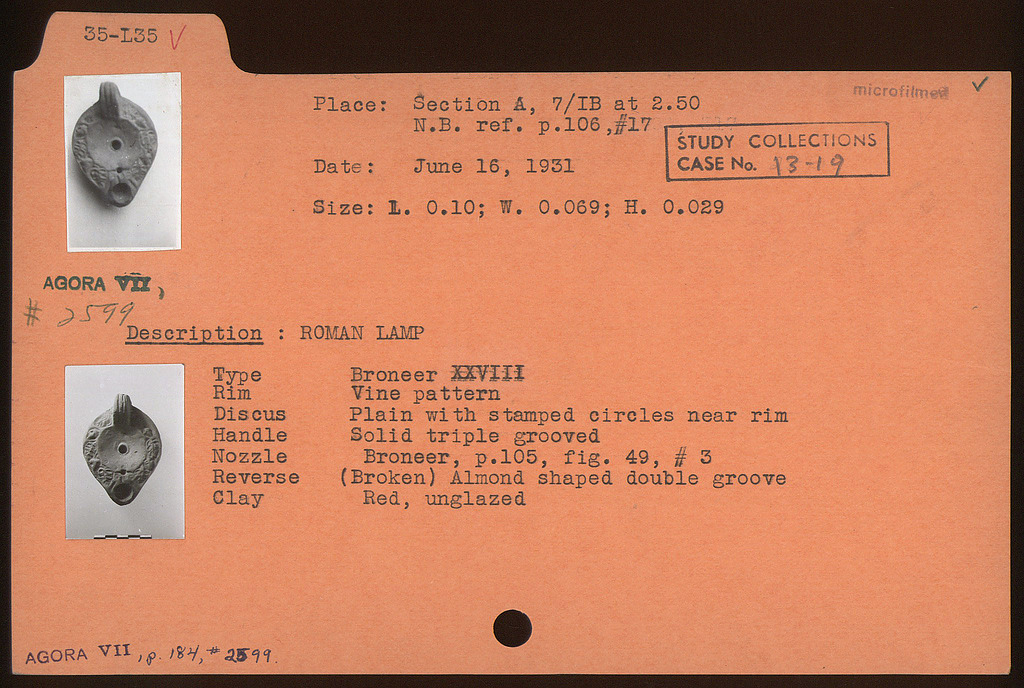 35-L35 √
microfilmed ✓
Place: Section A, 7/IB at 2.50
N.B. ref. p.106,#17
STUDY COLLECTIONS
CASE No. 13-19
Date: June 16, 1931
Size: L. 0.10; W. 0.069; H. 0.029
AGORA VII,
# 2599
Description : ROMAN LAMP
Type Broneer XXVIII
Rim Vine pattern
Discus Plain with stamped circles near rim
Handle Solid triple grooved
Nozzle Broneer, p.105, fig. 49, # 3
Reverse (Broken) Almond shaped double groove
Clay Red, unglazed
AGORA VII, p. 184, # 2599.